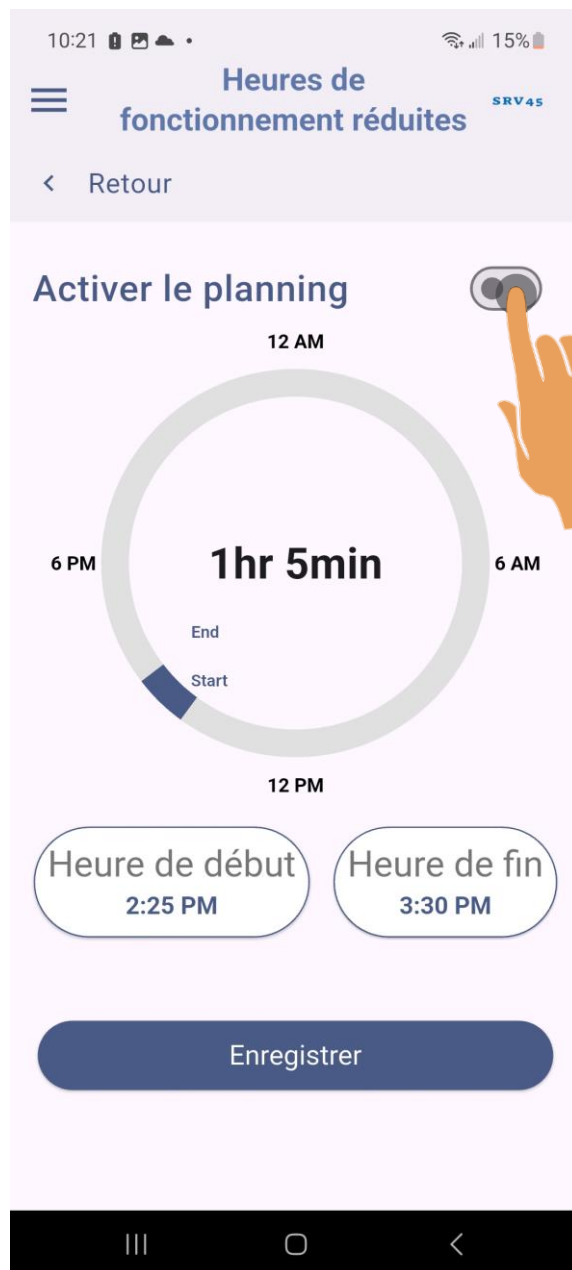 10:21
15%
Heures de
fonctionnement réduites
SRV45
Retour
Activer le planning
12 AM
6 PM
1hr 5min
6 AM
End
Start
12 PM
Heure de début
2:25 PM
Heure de fin
3:30 PM
Enregistrer